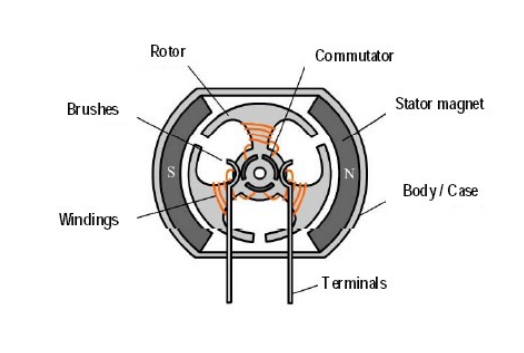 Rotor
Commutator
Brushes
Stator magnet
S
N
Body / Case
Windings
Terminals